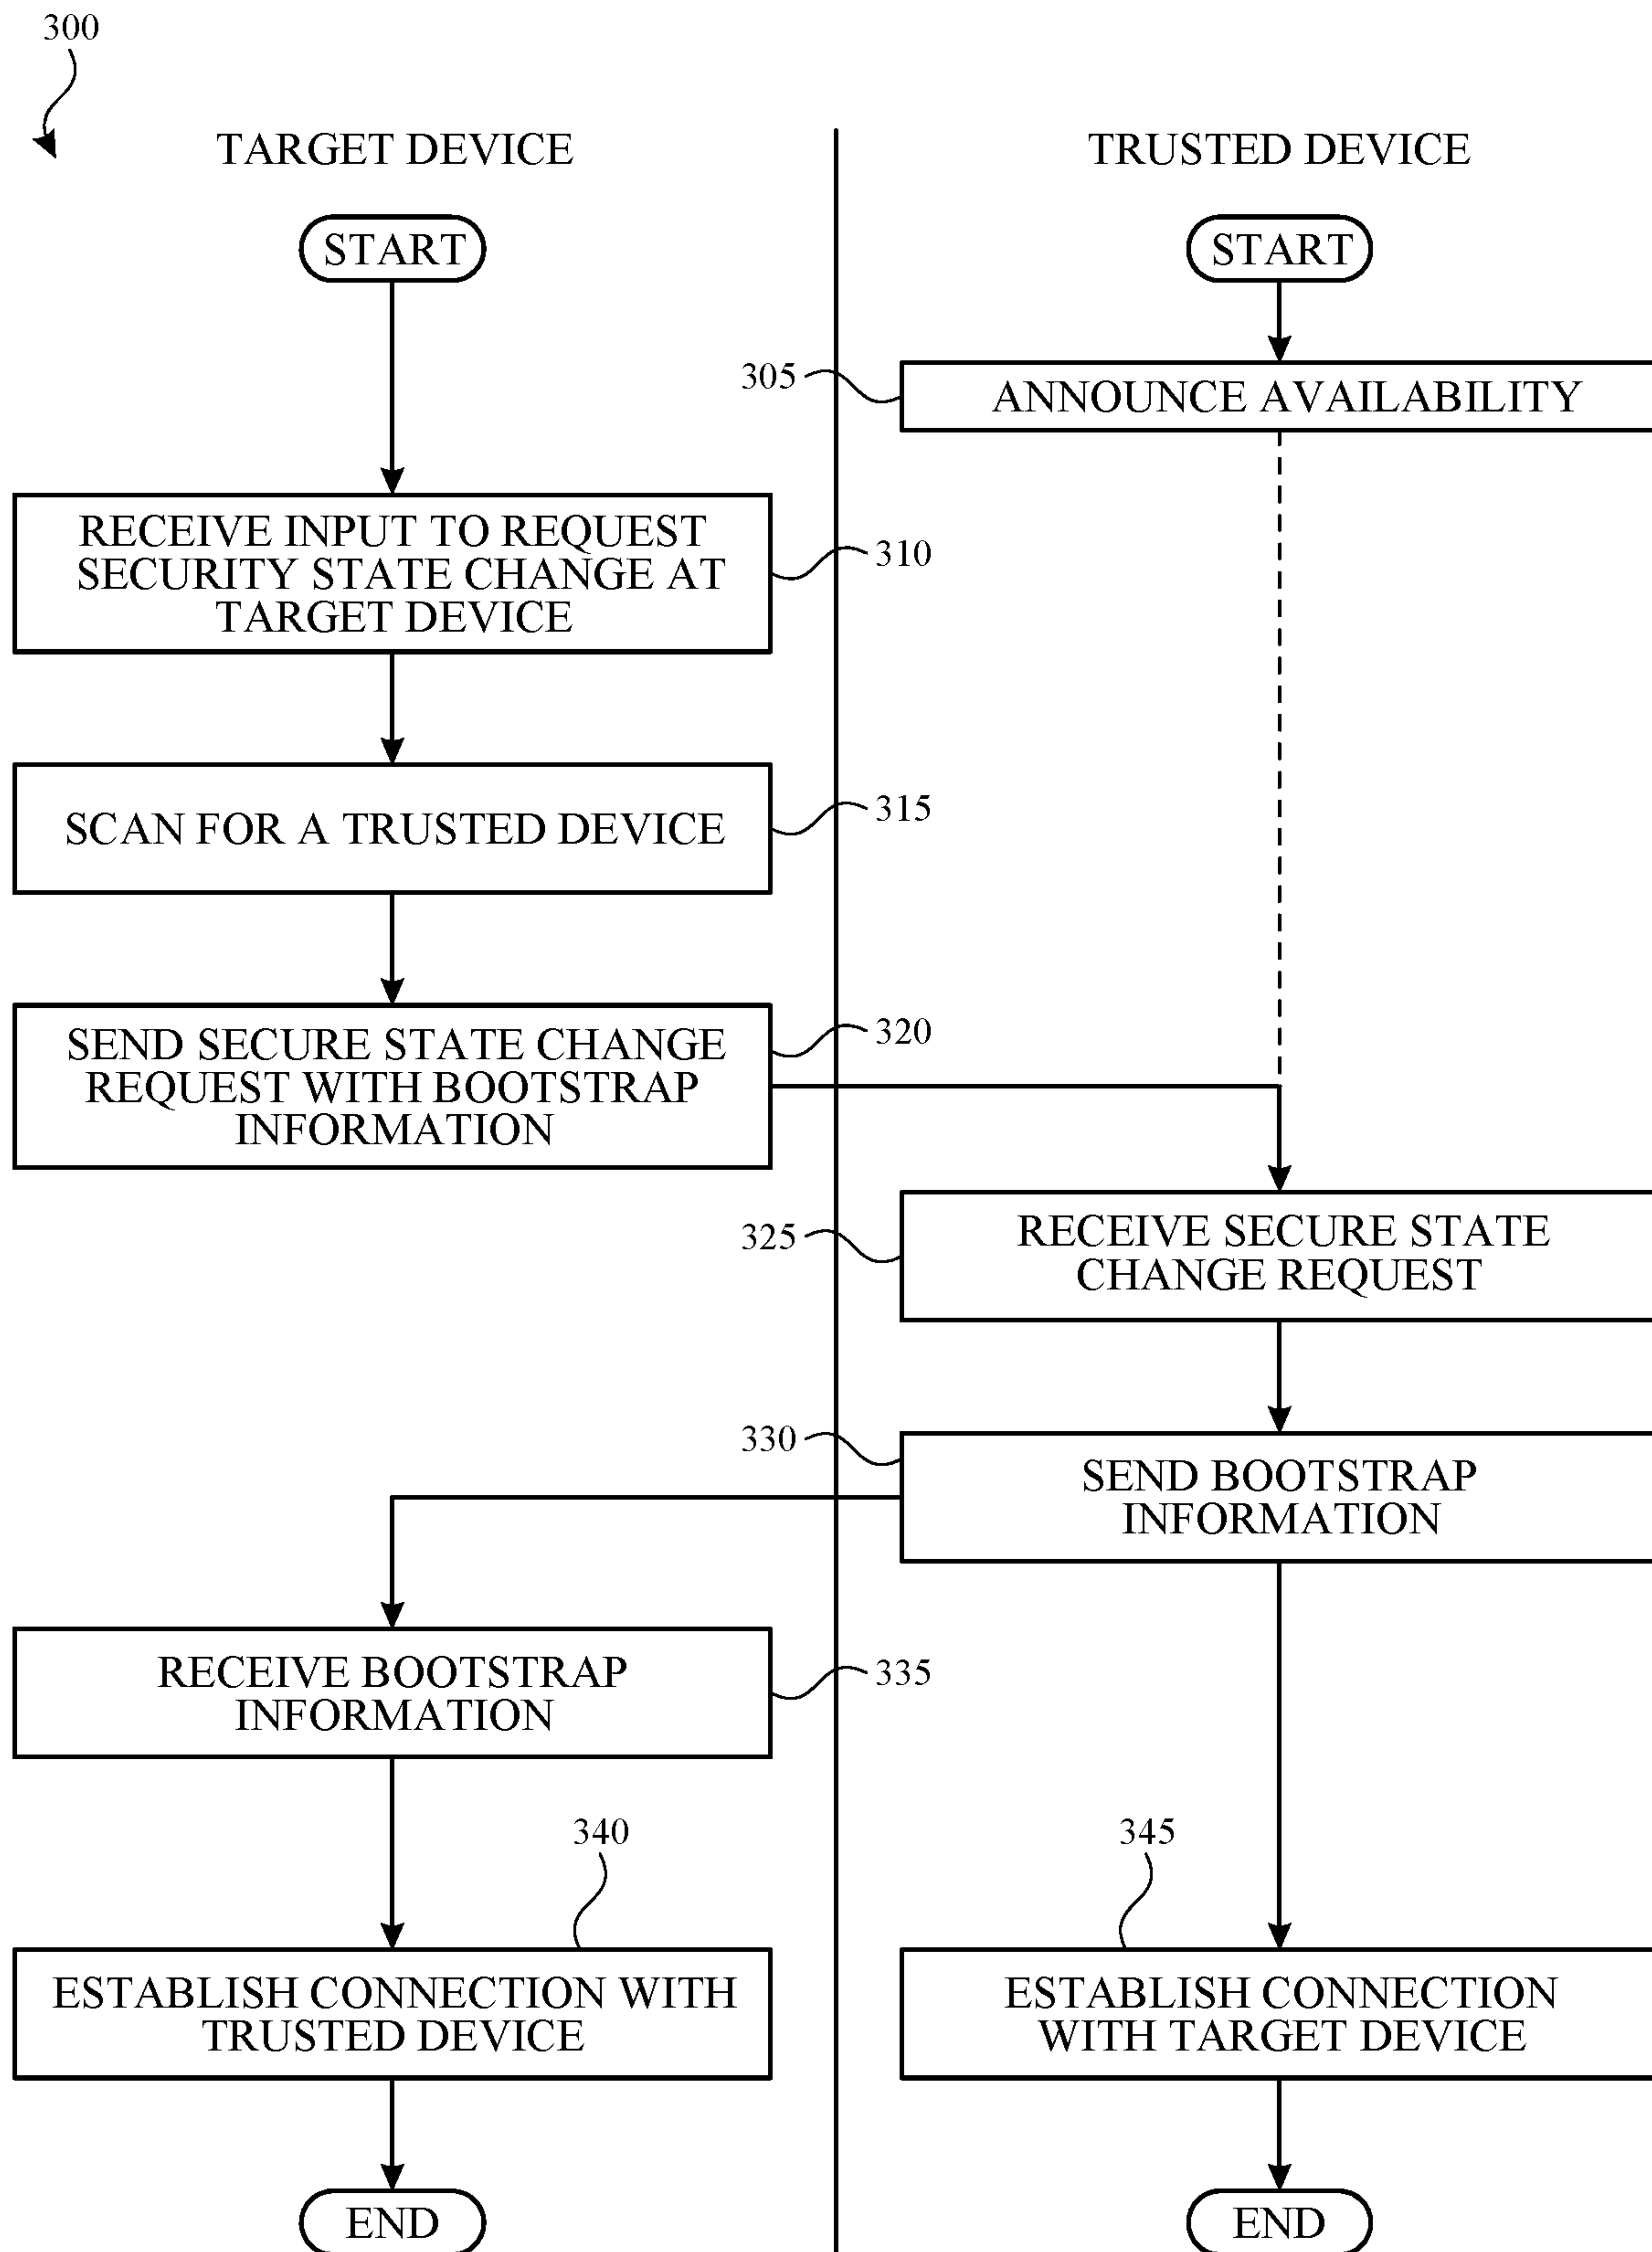 300
TARGET DEVICE
TRUSTED DEVICE
START
START
305
ANNOUNCE AVAILABILITY
RECEIVE INPUT TO REQUEST
SECURITY STATE CHANGE AT
TARGET DEVICE
310
SCAN FOR A TRUSTED DEVICE
315
SEND SECURE STATE CHANGE
REQUEST WITH BOOTSTRAP
INFORMATION
320
325
RECEIVE SECURE STATE
CHANGE REQUEST
330
SEND BOOTSTRAP
INFORMATION
RECEIVE BOOTSTRAP
INFORMATION
335
340
345
ESTABLISH CONNECTION WITH
TRUSTED DEVICE
ESTABLISH CONNECTION
WITH TARGET DEVICE
END
END